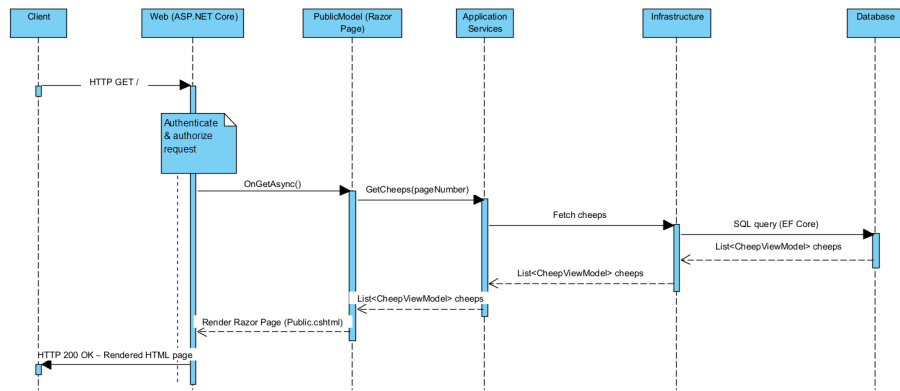 Client
Web (ASP.NET Core)
PublicModel (Razor
Page)
Application
Services
Infrastructure
Database
HTTP GET /
Authenticate
& authorize
request
OnGetAsync()
GetCheeps(pageNumber)
Fetch cheeps
SQL query (EF Core)
List<CheepViewModel> cheeps
List<CheepViewModel> cheeps
List<CheepViewModel> cheeps
Render Razor Page (Public.cshtml)
HTTP 200 OK – Rendered HTML page